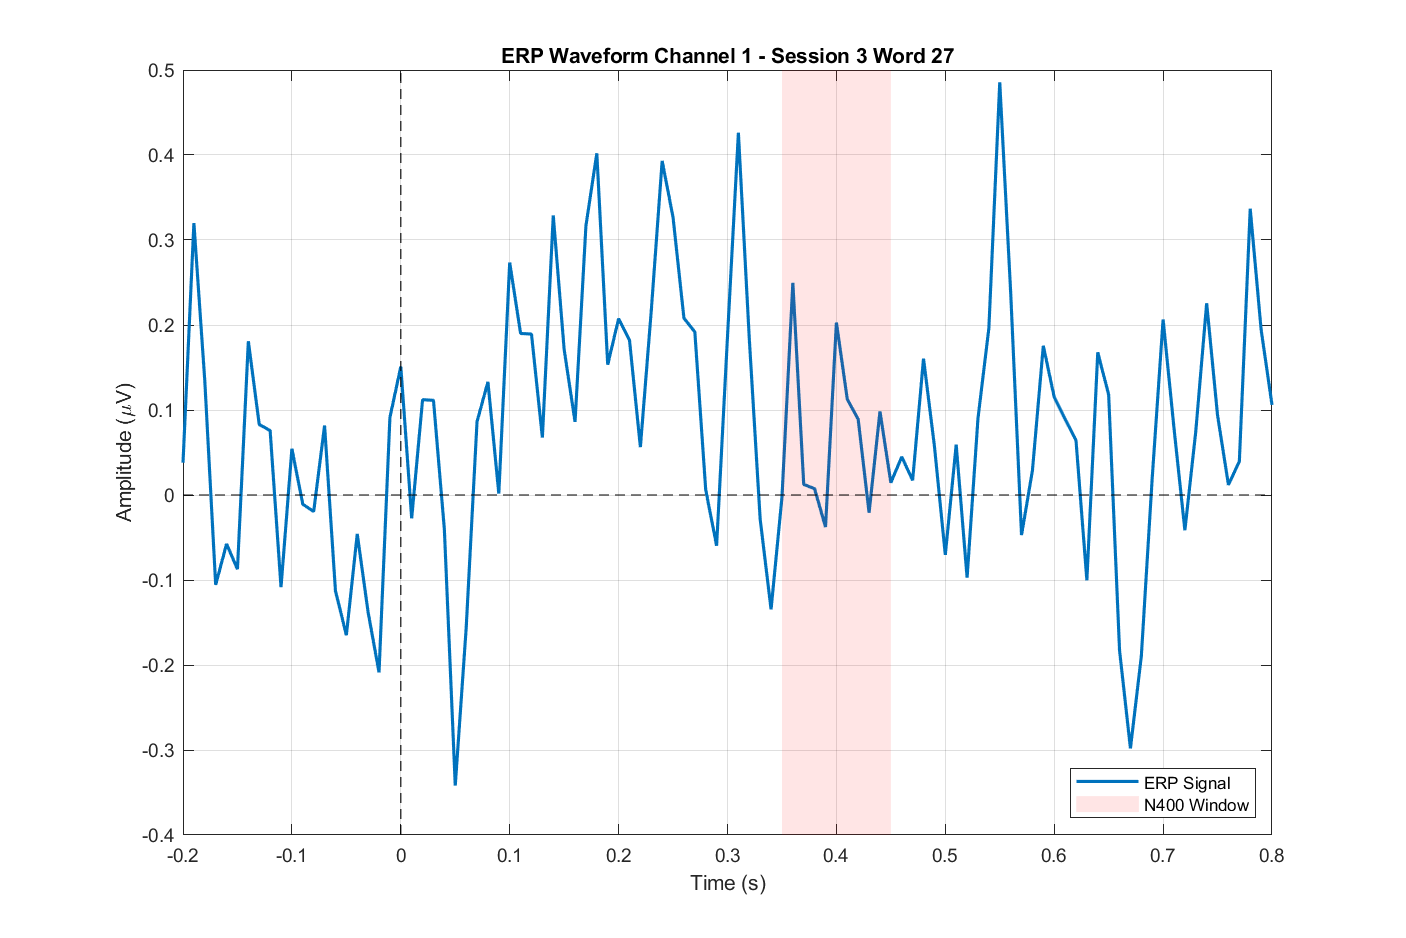 ERP Waveform Channel 1 - Session 3 Word 27
0.5
0.4
0.3
0.2
0.1
0
-0.1
-0.2
-0.3
-0.4
Amplitude (μV)
ERP Signal
N400 Window
-0.2 -0.1 0 0.1 0.2 0.3 0.4 0.5 0.6 0.7 0.8
Time (s)